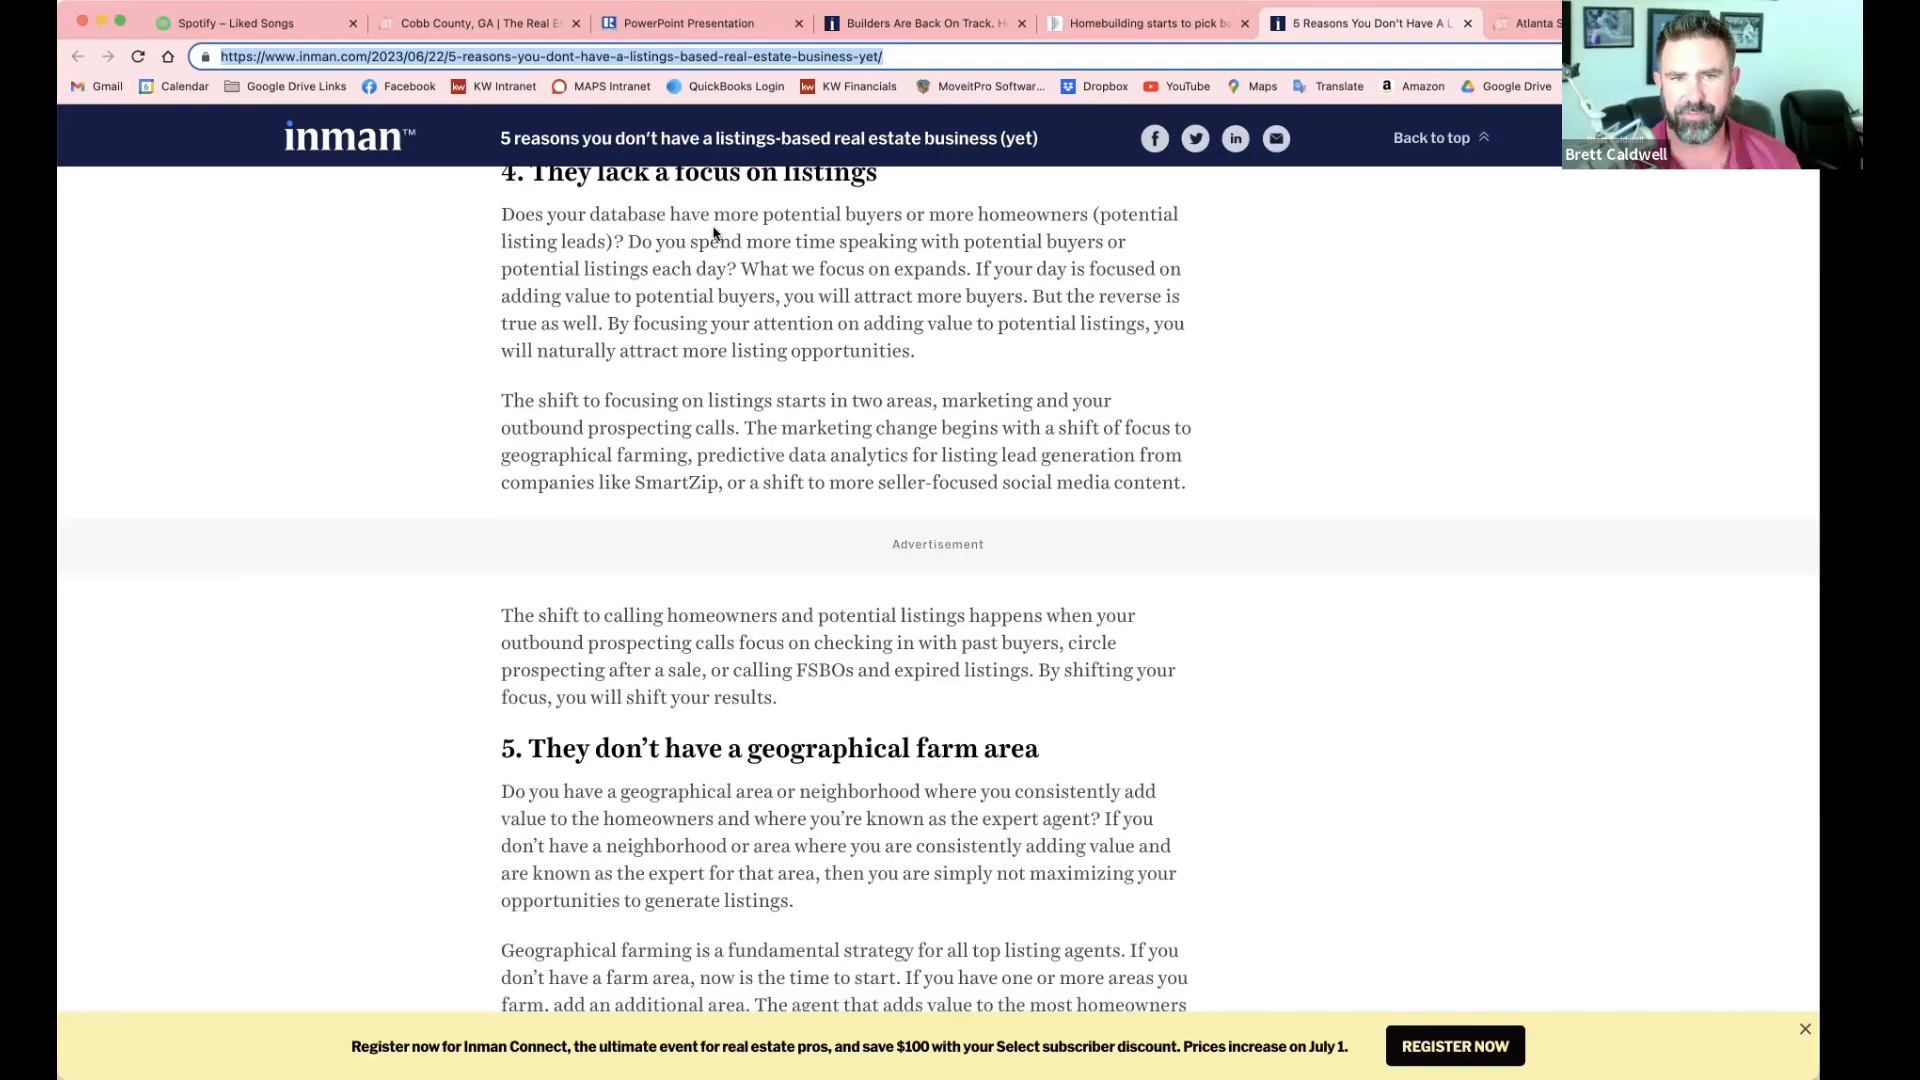 Spotify – Liked Songs
Cobb County, GA | The Real E
PowerPoint Presentation
Builders Are Back On Track. H
Homebuilding starts to pick b
5 Reasons You Don't Have A L
Atlanta S
https://www.inman.com/2023/06/22/5-reasons-you-dont-have-a-listings-based-real-estate-business-yet/
Gmail
Calendar
Google Drive Links
Facebook
KW Intranet
MAPS Intranet
QuickBooks Login
KW Financials
MoveitPro Softwar...
Dropbox
YouTube
Maps
Translate
Amazon
Google Drive
Brett Caldwell
inman™
5 reasons you don't have a listings-based real estate business (yet)
Back to top
4. They lack a focus on listings
Does your database have more potential buyers or more homeowners (potential
listing leads)? Do you spend more time speaking with potential buyers or
potential listings each day? What we focus on expands. If your day is focused on
adding value to potential buyers, you will attract more buyers. But the reverse is
true as well. By focusing your attention on adding value to potential listings, you
will naturally attract more listing opportunities.
The shift to focusing on listings starts in two areas, marketing and your
outbound prospecting calls. The marketing change begins with a shift of focus to
geographical farming, predictive data analytics for listing lead generation from
companies like SmartZip, or a shift to more seller-focused social media content.
Advertisement
The shift to calling homeowners and potential listings happens when your
outbound prospecting calls focus on checking in with past buyers, circle
prospecting after a sale, or calling FSBOs and expired listings. By shifting your
focus, you will shift your results.
5. They don’t have a geographical farm area
Do you have a geographical area or neighborhood where you consistently add
value to the homeowners and where you’re known as the expert agent? If you
don’t have a neighborhood or area where you are consistently adding value and
are known as the expert for that area, then you are simply not maximizing your
opportunities to generate listings.
Geographical farming is a fundamental strategy for all top listing agents. If you
don’t have a farm area, now is the time to start. If you have one or more areas you
farm, add an additional area. The agent that adds value to the most homeowners
Register now for Inman Connect, the ultimate event for real estate pros, and save $100 with your Select subscriber discount. Prices increase on July 1.
REGISTER NOW